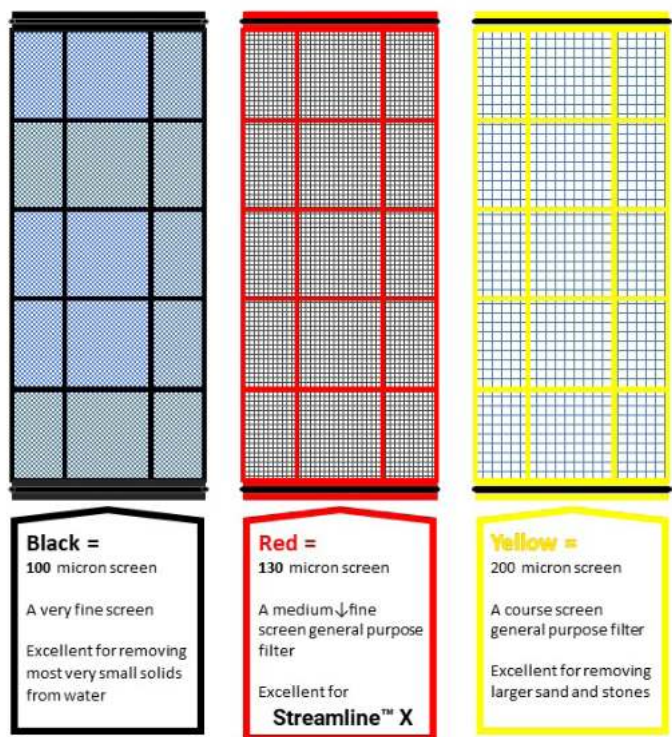 Black =
100 micron screen
A very fine screen
Excellent for removing
most very small solids
from water
Red =
130 micron screen
A medium↓fine
screen general purpose
filter
Excellent for
Streamline™ X
Yellow =
200 micron screen
A course screen
general purpose filter
Excellent for removing
larger sand and stones